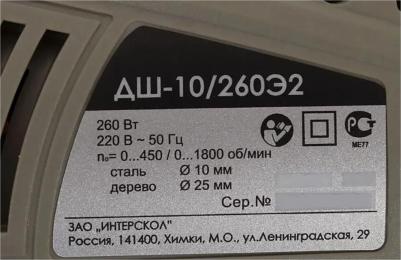 ДШ-10/260Э2
260 Вт
220 В ~ 50 Гц
n₀= 0...450 / 0...1800 об/мин
сталь Ø 10 мм
дерево Ø 25 мм
Сер.№
РСТ
МЕ77
ЗАО „ИНТЕРСКОЛ"
Россия, 141400, Химки, М.О., ул.Ленинградская, 29